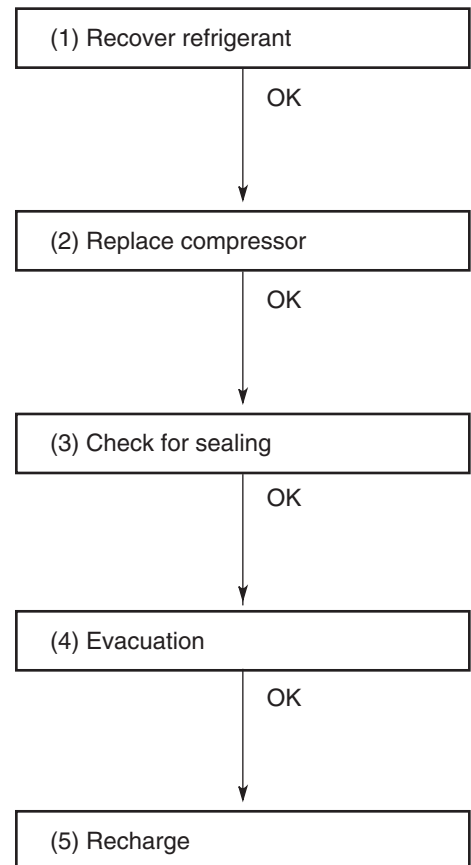 (1) Recover refrigerant
OK
(2) Replace compressor
OK
(3) Check for sealing
OK
(4) Evacuation
OK
(5) Recharge